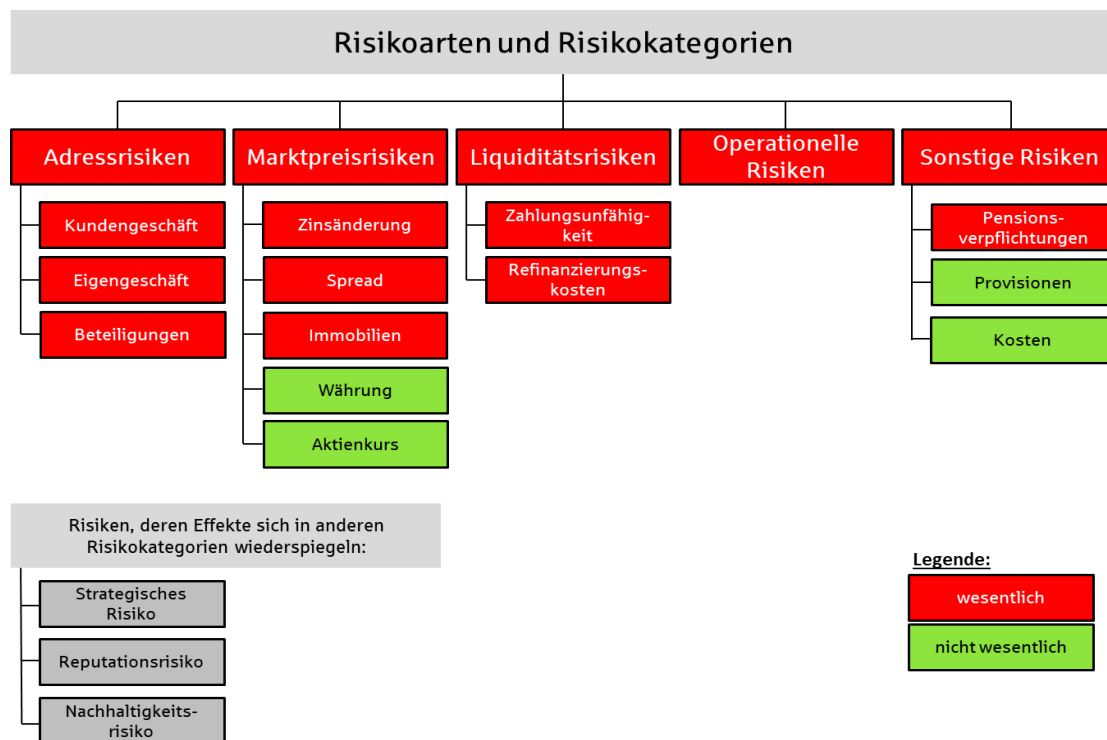 Risikoarten und Risikokategorien
Adressrisiken
Kundengeschäft
Eigengeschäft
Beteiligungen
Marktpreisrisiken
Zinsänderung
Spread
Immobilien
Währung
Aktienkurs
Liquiditätsrisiken
Zahlungsunfähig-
keit
Refinanzierungs-
kosten
Operationelle
Risiken
Sonstige Risiken
Pensions-
verpflichtungen
Provisionen
Kosten
Risiken, deren Effekte sich in anderen
Risikokategorien wiederspiegeln:
Strategisches
Risiko
Reputationsrisiko
Nachhaltigkeits-
risiko
Legende:
wesentlich
nicht wesentlich